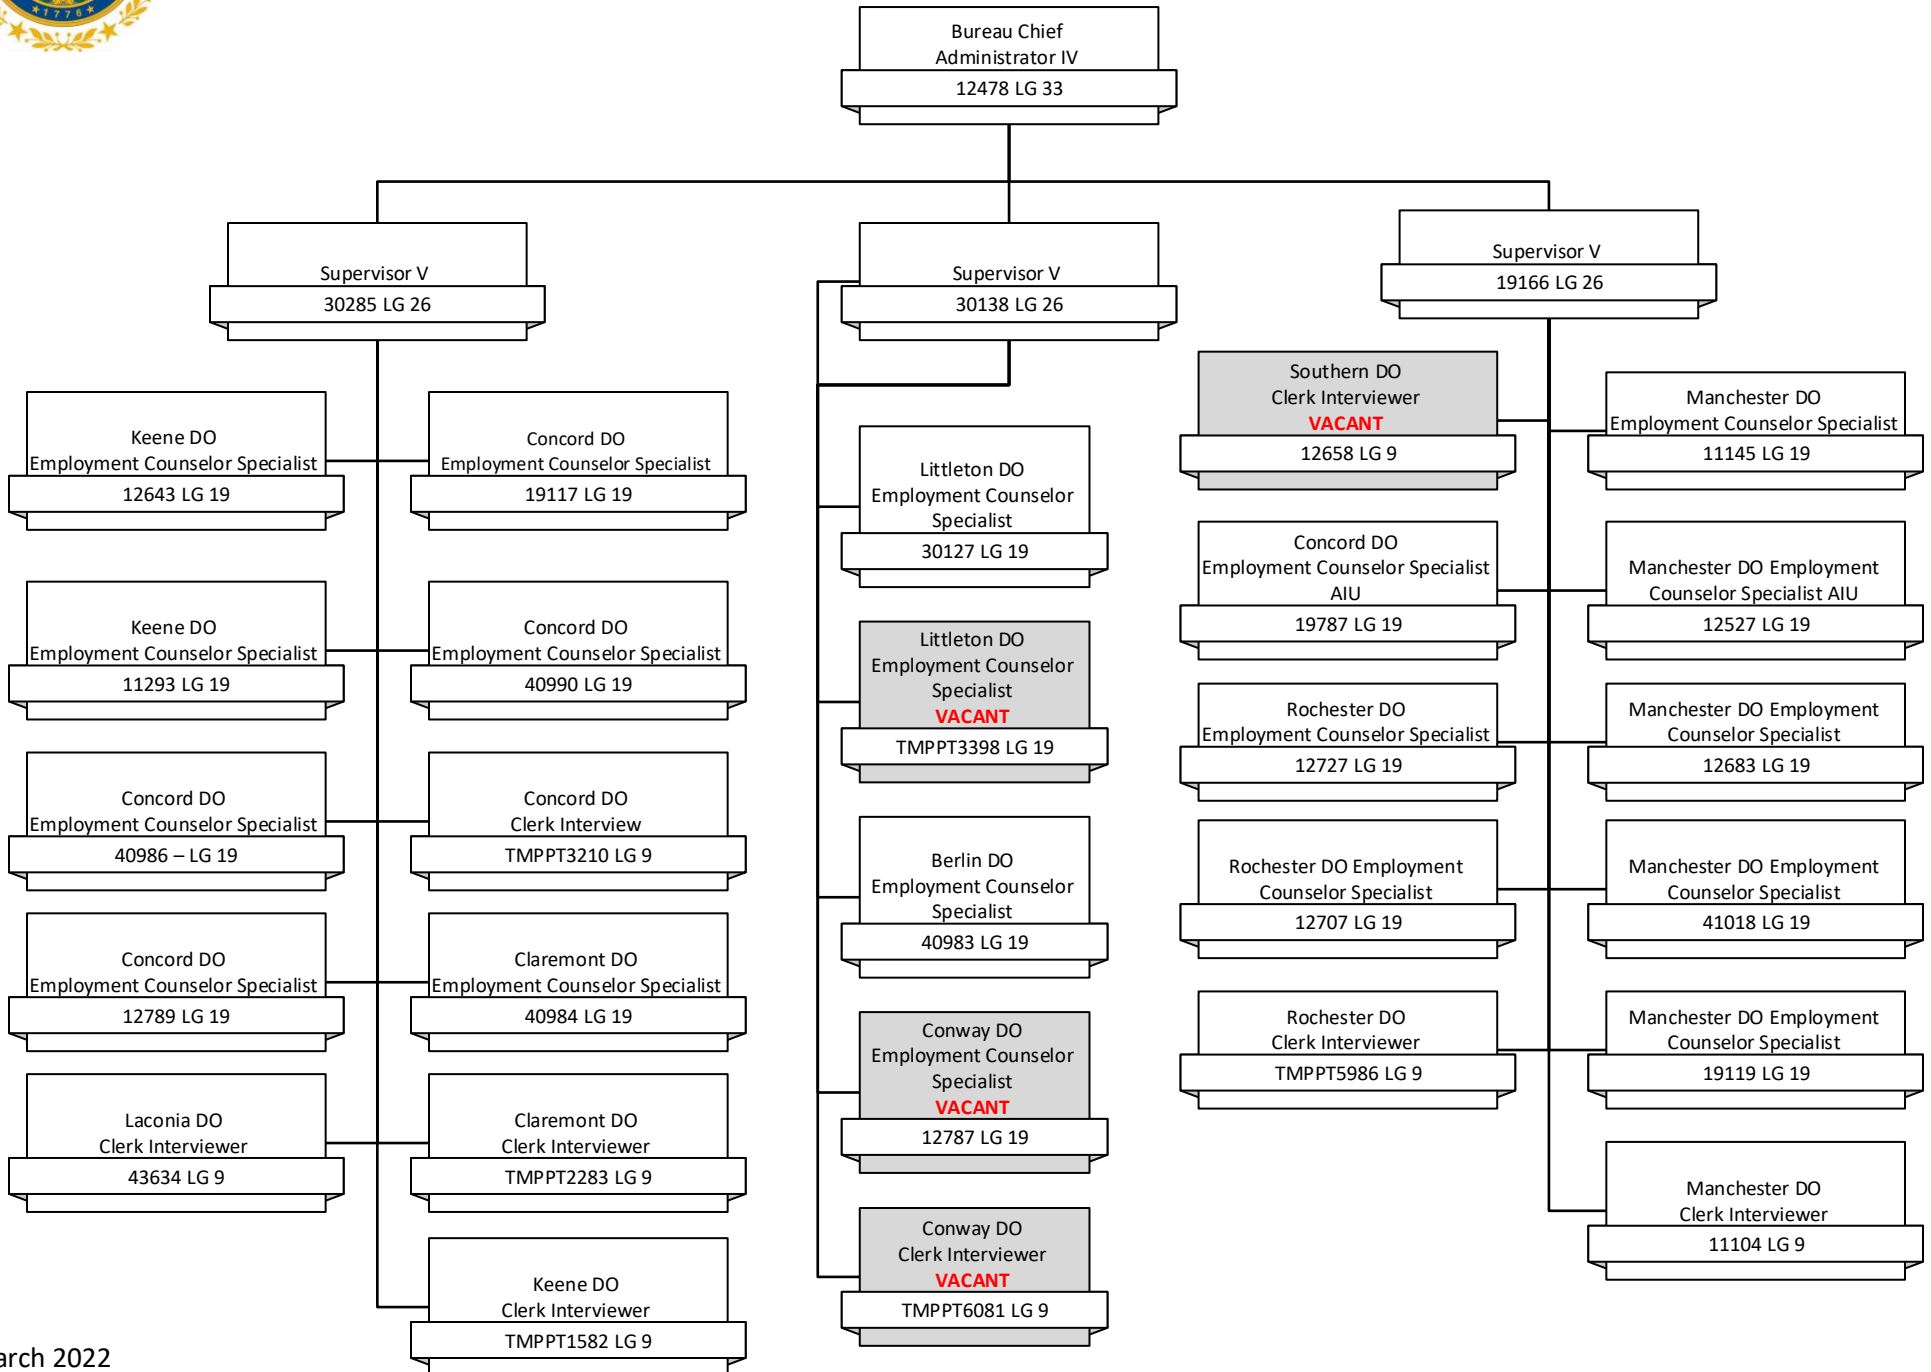 ★1776★
Bureau Chief
Administrator IV
12478 LG 33
Supervisor V
30285 LG 26
Supervisor V
30138 LG 26
Supervisor V
19166 LG 26
Keene DO
Employment Counselor Specialist
12643 LG 19
Concord DO
Employment Counselor Specialist
19117 LG 19
Keene DO
Employment Counselor Specialist
11293 LG 19
Concord DO
Employment Counselor Specialist
40990 LG 19
Concord DO
Employment Counselor Specialist
40986 – LG 19
Concord DO
Clerk Interview
TMPPT3210 LG 9
Concord DO
Employment Counselor Specialist
12789 LG 19
Claremont DO
Employment Counselor Specialist
40984 LG 19
Laconia DO
Clerk Interviewer
43634 LG 9
Claremont DO
Clerk Interviewer
TMPPT2283 LG 9
Keene DO
Clerk Interviewer
TMPPT1582 LG 9
Littleton DO
Employment Counselor
Specialist
30127 LG 19
Littleton DO
Employment Counselor
Specialist
VACANT
TMPPT3398 LG 19
Berlin DO
Employment Counselor
Specialist
40983 LG 19
Conway DO
Employment Counselor
Specialist
VACANT
12787 LG 19
Conway DO
Clerk Interviewer
VACANT
TMPPT6081 LG 9
Southern DO
Clerk Interviewer
VACANT
12658 LG 9
Manchester DO
Employment Counselor Specialist
11145 LG 19
Concord DO
Employment Counselor Specialist
AIU
19787 LG 19
Manchester DO Employment
Counselor Specialist AIU
12527 LG 19
Rochester DO
Employment Counselor Specialist
12727 LG 19
Manchester DO Employment
Counselor Specialist
12683 LG 19
Rochester DO Employment
Counselor Specialist
12707 LG 19
Manchester DO Employment
Counselor Specialist
41018 LG 19
Rochester DO
Clerk Interviewer
TMPPT5986 LG 9
Manchester DO Employment
Counselor Specialist
19119 LG 19
Manchester DO
Clerk Interviewer
11104 LG 9
arch 2022